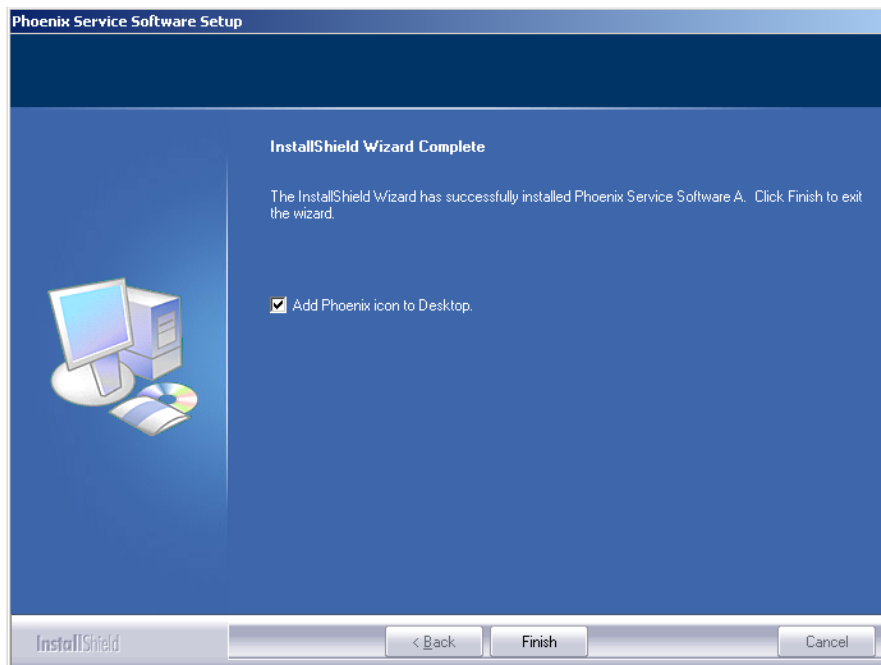 Phoenix Service Software Setup
InstallShield Wizard Complete
The InstallShield Wizard has successfully installed Phoenix Service Software A. Click Finish to exit
the wizard.
Add Phoenix icon to Desktop.
InstallShield
< Back
Finish
Cancel